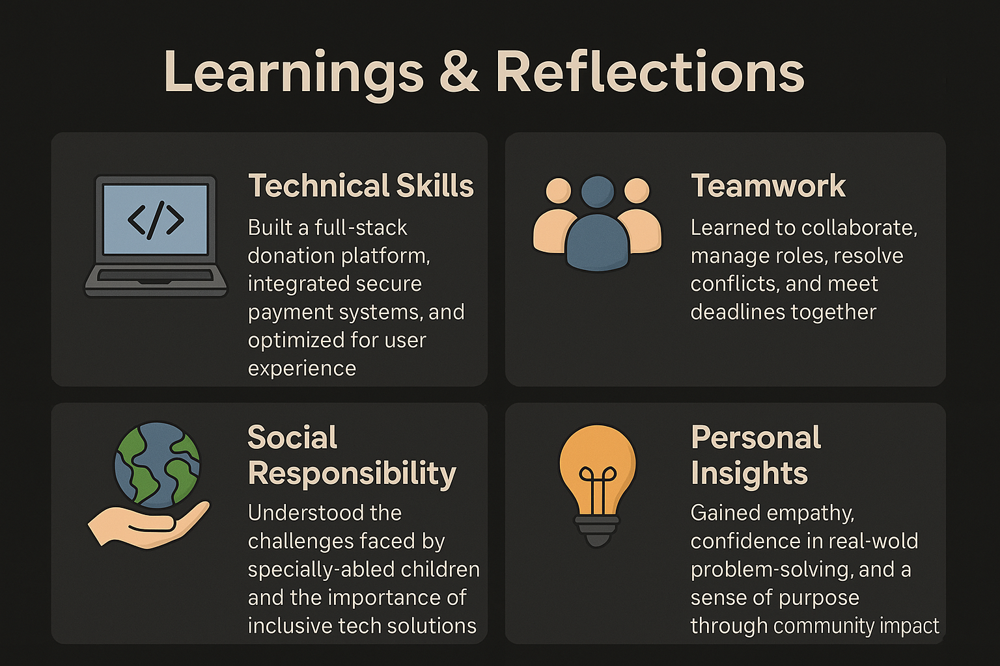 Learnings & Reflections
</>
Technical Skills
Built a full-stack
donation platform,
integrated secure
payment systems, and
optimized for user
experience
Teamwork
Learned to collaborate,
manage roles, resolve
conflicts, and meet
deadlines together
Social
Responsibility
Understood the
challenges faced by
specially-abled children
and the importance of
inclusive tech solutions
Personal
Insights
Gained empathy,
confidence in real-wold
problem-solving, and a
sense of purpose
through community impact